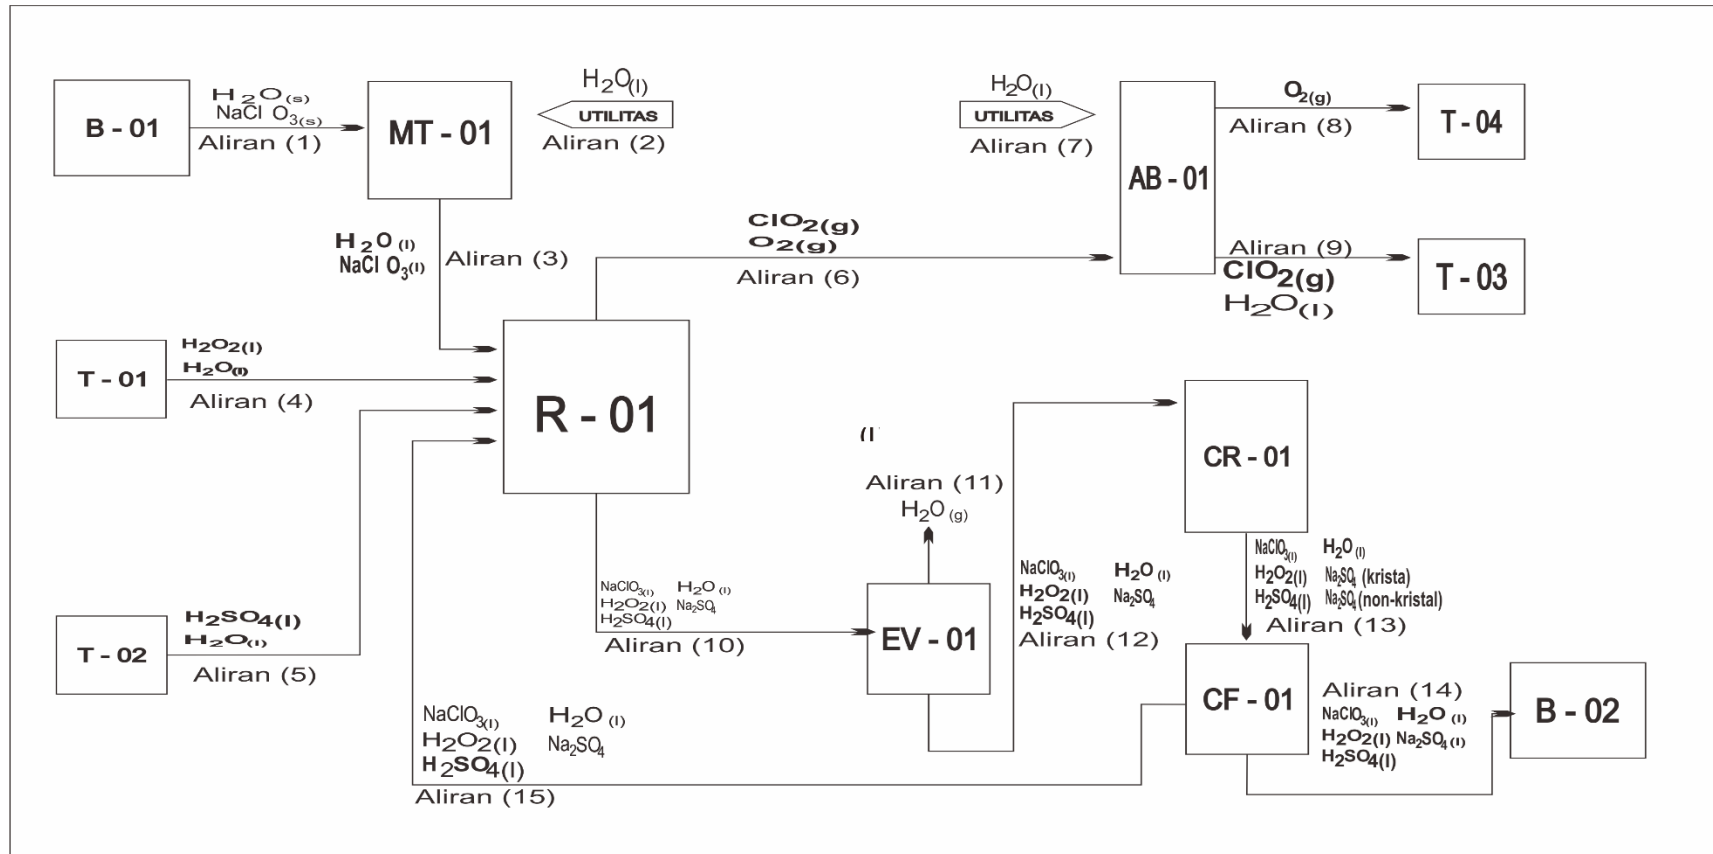 B - 01
H2O(s)
NaCl O3(s)
Aliran (1)
MT - 01
H2O(l)
UTILITAS
Aliran (2)
H2O(l)
UTILITAS
Aliran (7)
AB - 01
O2(g)
Aliran (8)
T - 04
H2O (l)
NaCl O3(l)
Aliran (3)
ClO2(g)
O2(g)
Aliran (6)
Aliran (9)
ClO2(g)
H2O(l)
T - 03
T - 01
H2O2(l)
H2O(l)
Aliran (4)
R - 01
CR - 01
(l
Aliran (11)
H2O (g)
T - 02
H2SO4(l)
H2O(l)
Aliran (5)
NaClO3(l) H2O (l)
H2O2(l) Na2SO4
H2SO4(l)
Aliran (10)
EV - 01
NaClO3(l) H2O (l)
H2O2(l) Na2SO4
H2SO4(l)
Aliran (12)
NaClO3(l) H2O (l)
H2O2(l) Na2SO4 (krista)
H2SO4(l) Na2SO4 (non-kristal)
Aliran (13)
CF - 01
Aliran (14)
NaClO3(l) H2O (l)
H2O2(l) Na2SO4 (l)
H2SO4(l)
B - 02
NaClO3(l) H2O (l)
H2O2(l) Na2SO4
H2SO4(l)
Aliran (15)